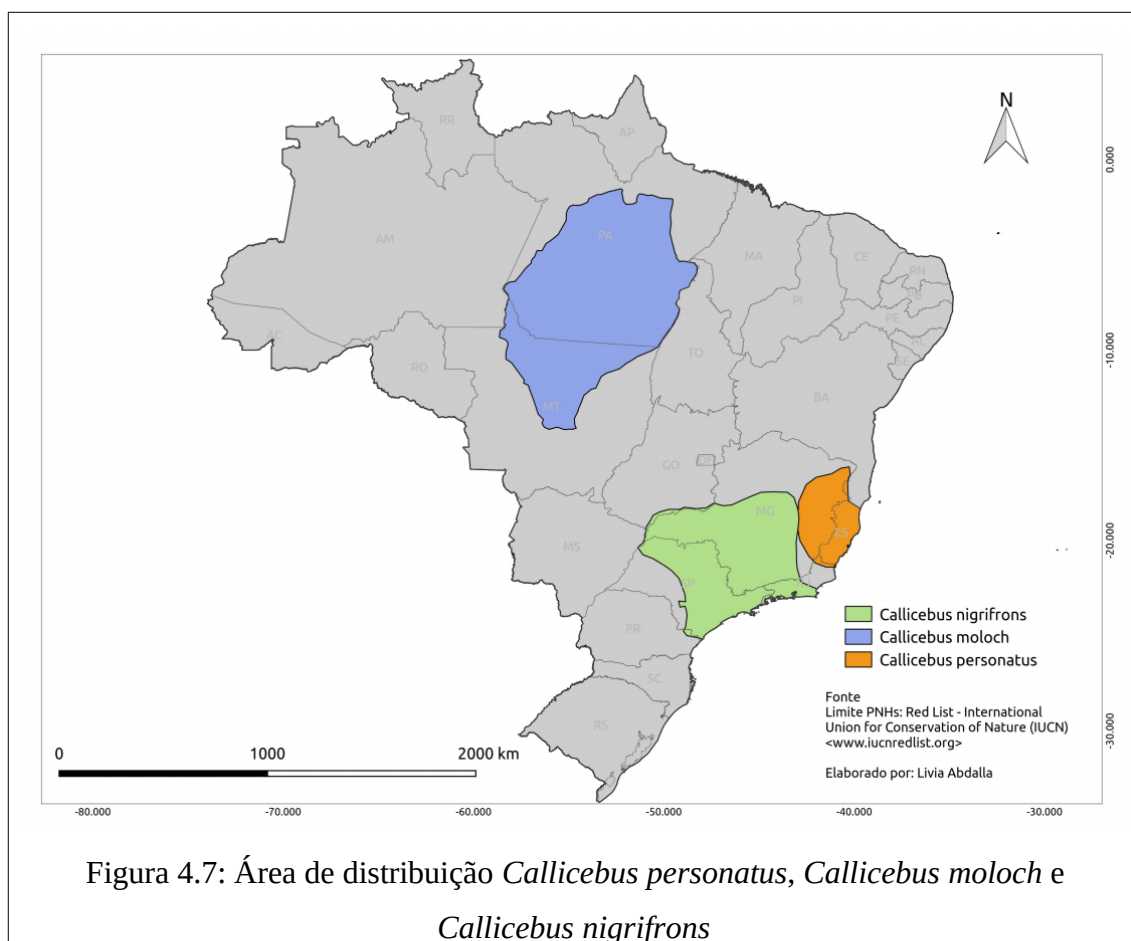 N
RR
AP
0.000
AM
PA
MA
CE
RN
PB
PI
PE
AC
AL
-10.000
TO
SE
RO
BA
MT
GO
DF
MG
ES
-20.000
MS
SP
Callicebus nigrifrons
PR
Callicebus moloch
Callicebus personatus
SC
Fonte
Limite PNHs: Red List - International
RS
Union for Conservation of Nature (IUCN)
<www.iucnredlist.org>
-30.000
0 1000 2000 km
Elaborado por: Livia Abdalla
-80.000 -70.000 -60.000 -50.000 -40.000 -30.000
Figura 4.7: Área de distribuição Callicebus personatus, Callicebus moloch e
Callicebus nigrifrons